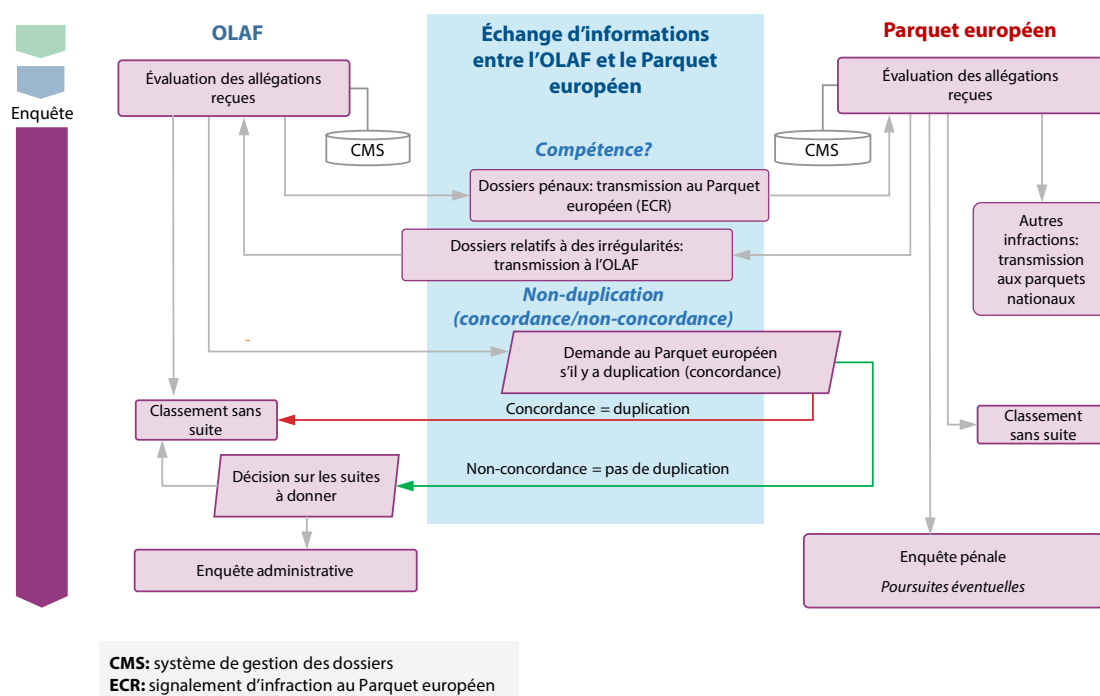 OLAF
Échange d’informations
entre l’OLAF et le Parquet
européen
Parquet européen
Enquête
Évaluation des allégations
reçues
CMS
Évaluation des allégations
reçues
CMS
Compétence?
Dossiers pénaux: transmission au Parquet
européen (ECR)
Dossiers relatifs à des irrégularités:
transmission à l’OLAF
Autres
infractions:
transmission
aux parquets
nationaux
Non-duplication
(concordance/non-concordance)
Demande au Parquet européen
s’il y a duplication (concordance)
Classement sans
suite
Concordance = duplication
Classement
sans suite
Non-concordance = pas de duplication
Décision sur les suites
à donner
Enquête administrative
Enquête pénale
Poursuites éventuelles
CMS: système de gestion des dossiers
ECR: signalement d’infraction au Parquet européen